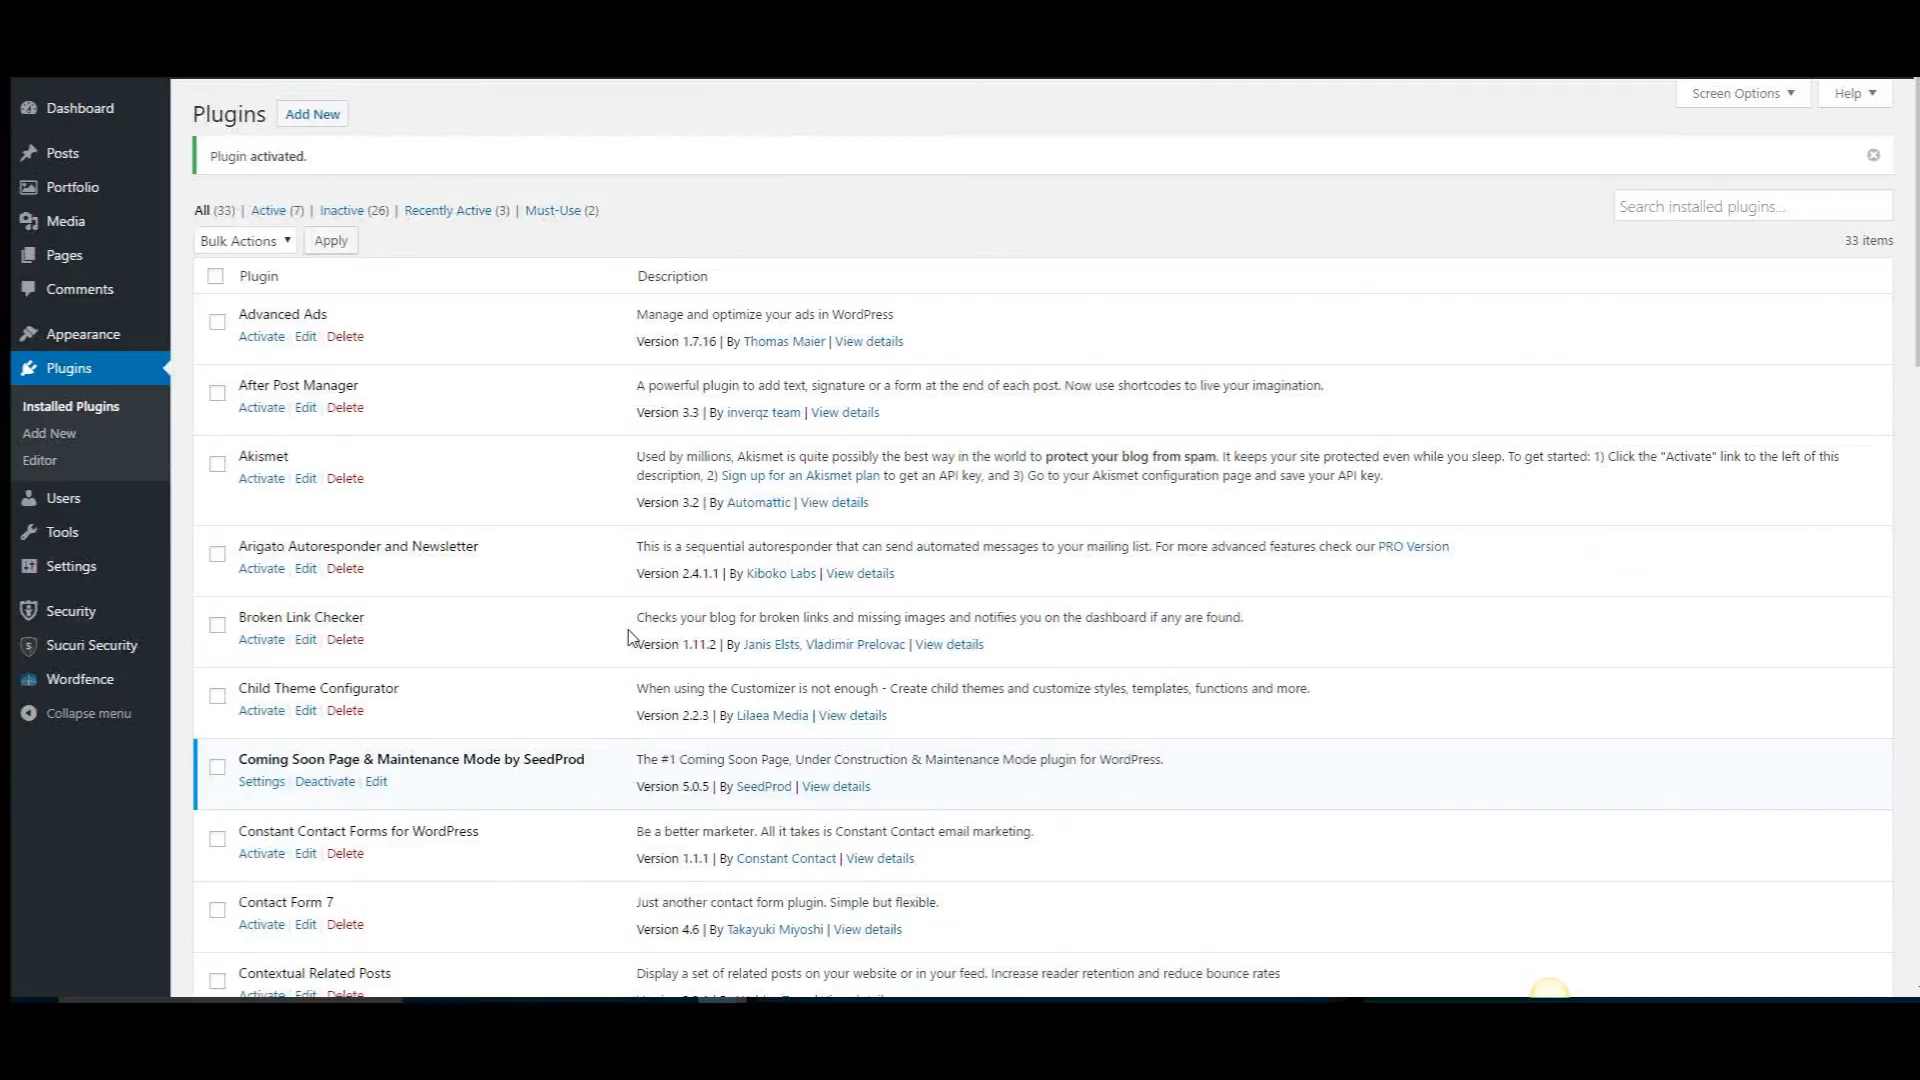 Screen Options ▼
Help ▼
Dashboard
Posts
Portfolio
Media
Pages
Comments
Appearance
Plugins
Installed Plugins
Add New
Editor
Users
Tools
Settings
Security
Sucuri Security
Wordfence
Collapse menu
Plugins Add New
Plugin activated.
All (33) | Active (7) | Inactive (26) | Recently Active (3) | Must-Use (2)
Search installed plugins...
Bulk Actions ▼ Apply
33 items
Plugin Description
Advanced Ads
Activate | Edit | Delete
Manage and optimize your ads in WordPress
Version 1.7.16 | By Thomas Maier | View details
After Post Manager
Activate | Edit | Delete
A powerful plugin to add text, signature or a form at the end of each post. Now use shortcodes to live your imagination.
Version 3.3 | By inverqz team | View details
Akismet
Activate | Edit | Delete
Used by millions, Akismet is quite possibly the best way in the world to protect your blog from spam. It keeps your site protected even while you sleep. To get started: 1) Click the "Activate" link to the left of this
description, 2) Sign up for an Akismet plan to get an API key, and 3) Go to your Akismet configuration page and save your API key.
Version 3.2 | By Automattic | View details
Arigato Autoresponder and Newsletter
Activate | Edit | Delete
This is a sequential autoresponder that can send automated messages to your mailing list. For more advanced features check our PRO Version
Version 2.4.1.1 | By Kiboko Labs | View details
Broken Link Checker
Activate | Edit | Delete
Checks your blog for broken links and missing images and notifies you on the dashboard if any are found.
Version 1.11.2 | By Janis Elsts, Vladimir Prelovac | View details
Child Theme Configurator
Activate | Edit | Delete
When using the Customizer is not enough - Create child themes and customize styles, templates, functions and more.
Version 2.2.3 | By Lilaea Media | View details
Coming Soon Page & Maintenance Mode by SeedProd
Settings | Deactivate | Edit
The #1 Coming Soon Page, Under Construction & Maintenance Mode plugin for WordPress.
Version 5.0.5 | By SeedProd | View details
Constant Contact Forms for WordPress
Activate | Edit | Delete
Be a better marketer. All it takes is Constant Contact email marketing.
Version 1.1.1 | By Constant Contact | View details
Contact Form 7
Activate | Edit | Delete
Just another contact form plugin. Simple but flexible.
Version 4.6 | By Takayuki Miyoshi | View details
Contextual Related Posts
Activate | Edit | Delete
Display a set of related posts on your website or in your feed. Increase reader retention and reduce bounce rates